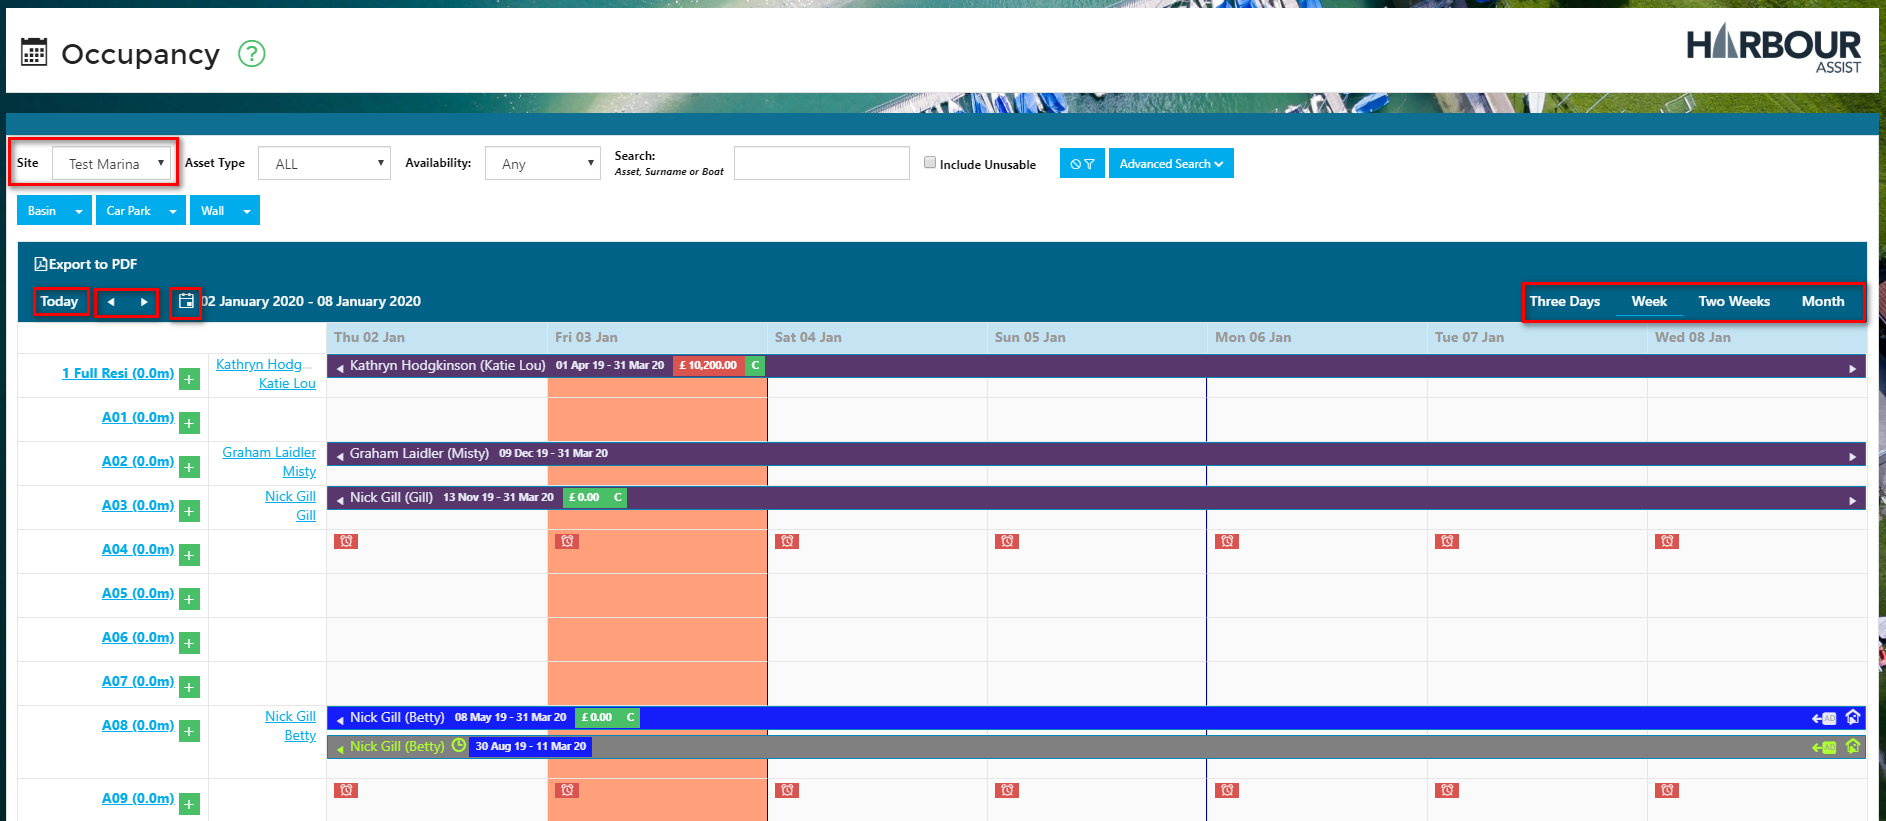 Occupancy ?
HARBOUR
ASSIST
Site Test Marina Asset Type ALL Availability: Any Search: Asset, Surname or Boat Include Unusable Advanced Search
Basin Car Park Wall
Export to PDF
Today 02 January 2020 - 08 January 2020 Three Days Week Two Weeks Month
Thu 02 Jan Fri 03 Jan Sat 04 Jan Sun 05 Jan Mon 06 Jan Tue 07 Jan Wed 08 Jan
1 Full Resi (0.0m) + Kathryn Hodg... Kathryn Hodgkinson (Katie Lou) 01 Apr 19 - 31 Mar 20 £ 10,200.00 C
Katie Lou
A01 (0.0m) +
A02 (0.0m) + Graham Laidler Graham Laidler (Misty) 09 Dec 19 - 31 Mar 20
Misty
A03 (0.0m) + Nick Gill Nick Gill (Gill) 13 Nov 19 - 31 Mar 20 £ 0.00 C
Gill
A04 (0.0m) +
A05 (0.0m) +
A06 (0.0m) +
A07 (0.0m) +
A08 (0.0m) + Nick Gill Nick Gill (Betty) 08 May 19 - 31 Mar 20 £ 0.00 C AD
Betty Nick Gill (Betty) 30 Aug 19 - 11 Mar 20 AD
A09 (0.0m) +